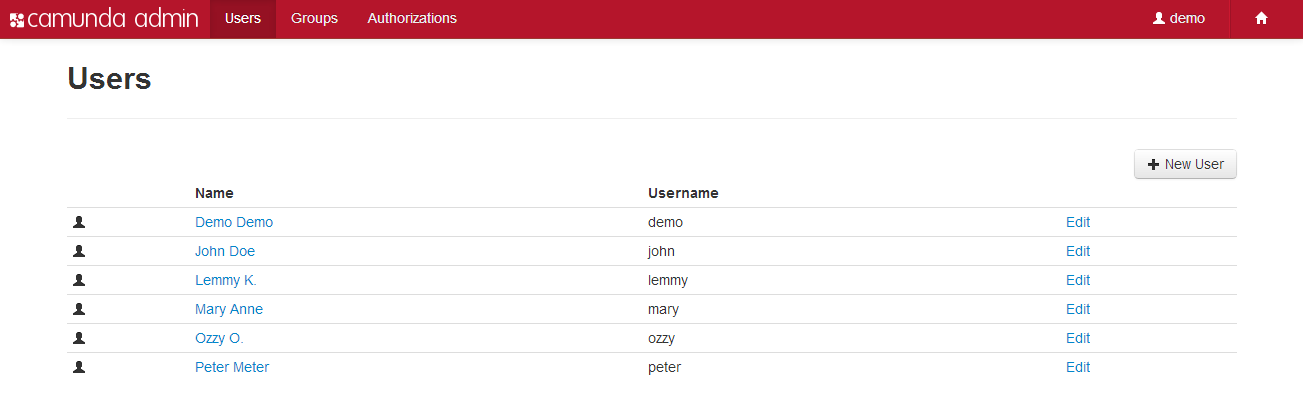 camunda admin Users Groups Authorizations demo
Users
New User
Name Username
Demo Demo demo Edit
John Doe john Edit
Lemmy K. lemmy Edit
Mary Anne mary Edit
Ozzy O. ozzy Edit
Peter Meter peter Edit